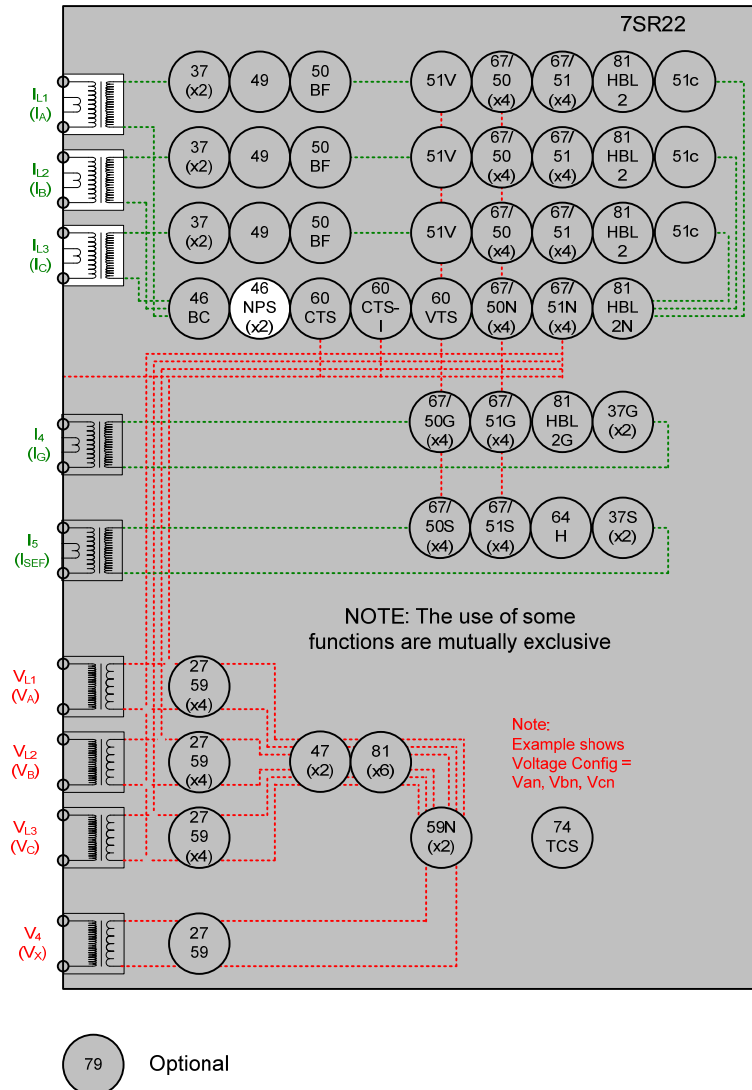 7SR22
IL1
(IA)
37
(x2)
49
50
BF
51V
67/
50
(x4)
67/
51
(x4)
81
HBL
2
51c
IL2
(IB)
37
(x2)
49
50
BF
51V
67/
50
(x4)
67/
51
(x4)
81
HBL
2
51c
IL3
(IC)
37
(x2)
49
50
BF
51V
67/
50
(x4)
67/
51
(x4)
81
HBL
2
51c
46
BC
46
NPS
(x2)
60
CTS
60
CTS-
I
60
VTS
67/
50N
(x4)
67/
51N
(x4)
81
HBL
2N
I4
(IG)
67/
50G
(x4)
67/
51G
(x4)
81
HBL
2G
37G
(x2)
I5
(ISEF)
67/
50S
(x4)
67/
51S
(x4)
64
H
37S
(x2)
NOTE: The use of some
functions are mutually exclusive
VL1
(VA)
27
59
(x4)
VL2
(VB)
27
59
(x4)
47
(x2)
81
(x6)
Note:
Example shows
Voltage Config =
Van, Vbn, Vcn
VL3
(VC)
27
59
(x4)
59N
(x2)
74
TCS
V4
(VX)
27
59
79
Optional